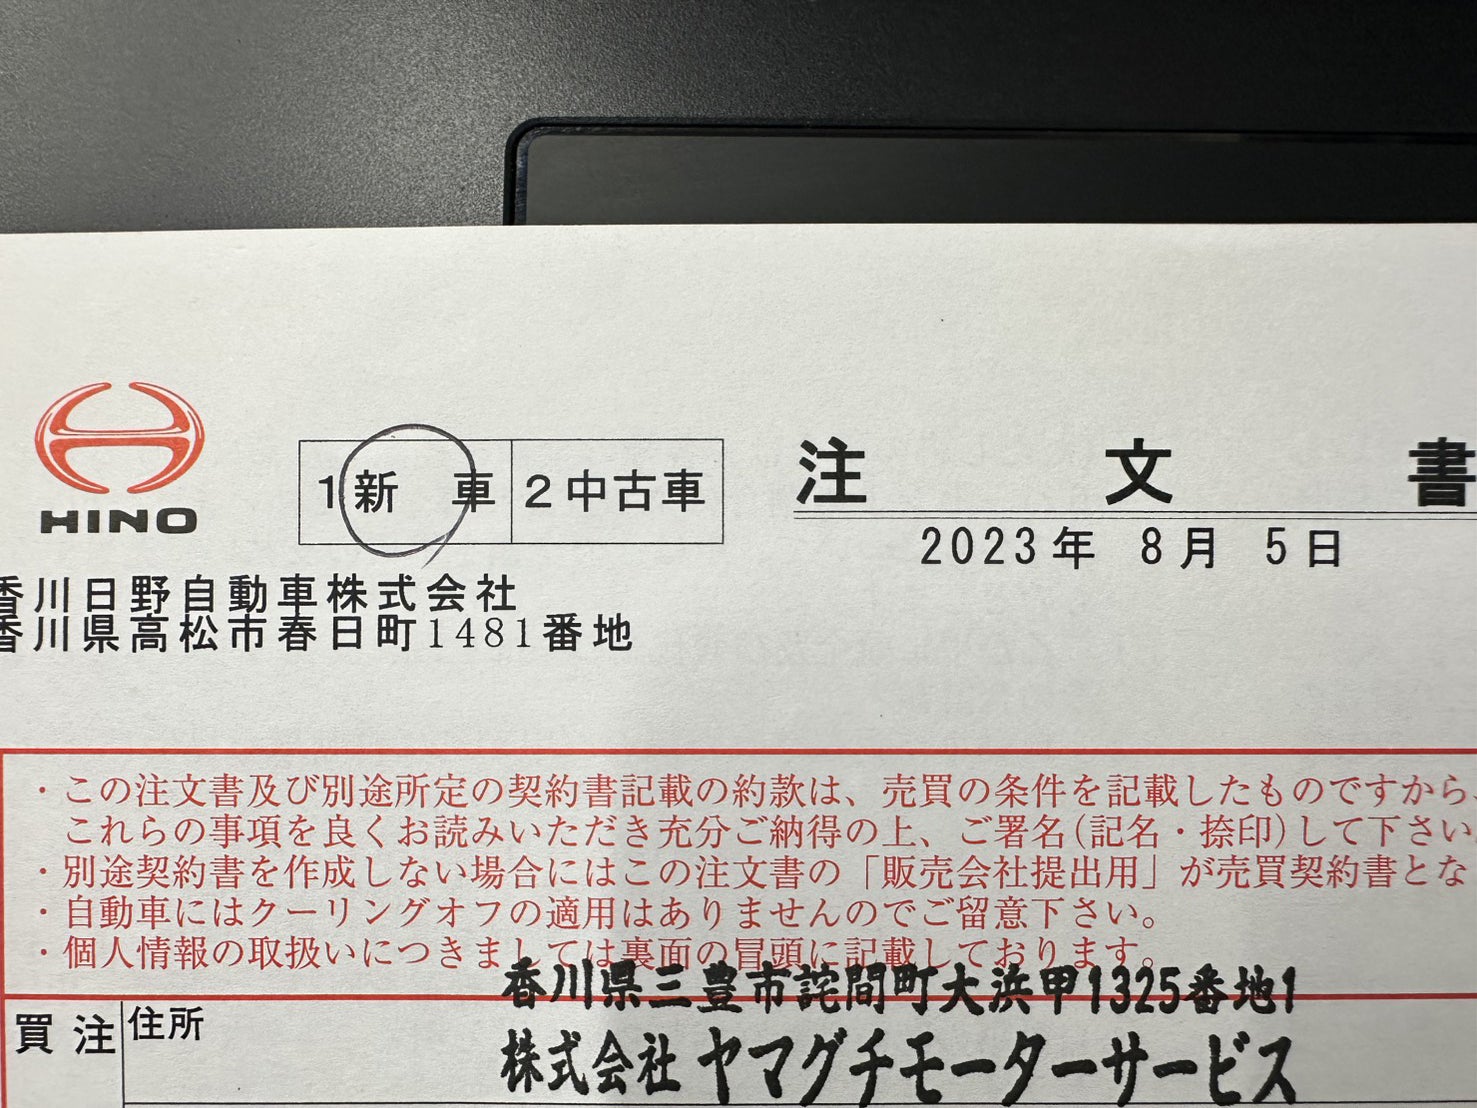 HINO
1 新 車 2 中古車
注 文 書
2023年 8月 5日
香川日野自動車株式会社
香川県高松市春日町1481番地
・この注文書及び別途所定の契約書記載の約款は、売買の条件を記載したものですから、
これらの事項を良くお読みいただき充分ご納得の上、ご署名(記名・捺印)して下さい。
・別途契約書を作成しない場合にはこの注文書の「販売会社提出用」が売買契約書とな
・自動車にはクーリングオフの適用はありませんのでご留意下さい。
・個人情報の取扱いにつきましては裏面の冒頭に記載しております。
香川県三豊市詫間町大浜甲1325番地1
買 注 住所
株式会社 ヤマグチモーターサービス